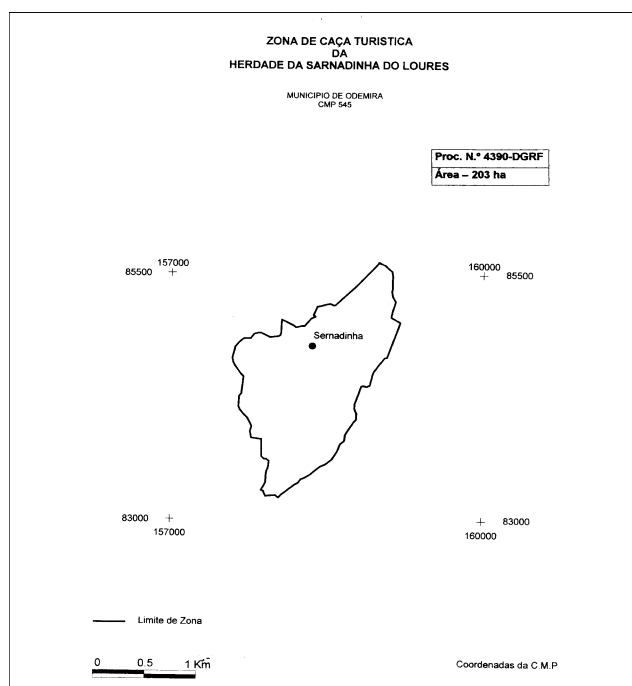 ZONA DE CAÇA TURISTICA
DA
HERDADE DA SARNADINHA DO LOURES
MUNICIPIO DE ODEMIRA
CMP 545
Proc. N.º 4390-DGRF
Área – 203 ha
157000
85500
160000
85500
Sernadinha
83000
157000
83000
160000
Limite de Zona
0 0.5 1 Km
Coordenadas da C.M.P